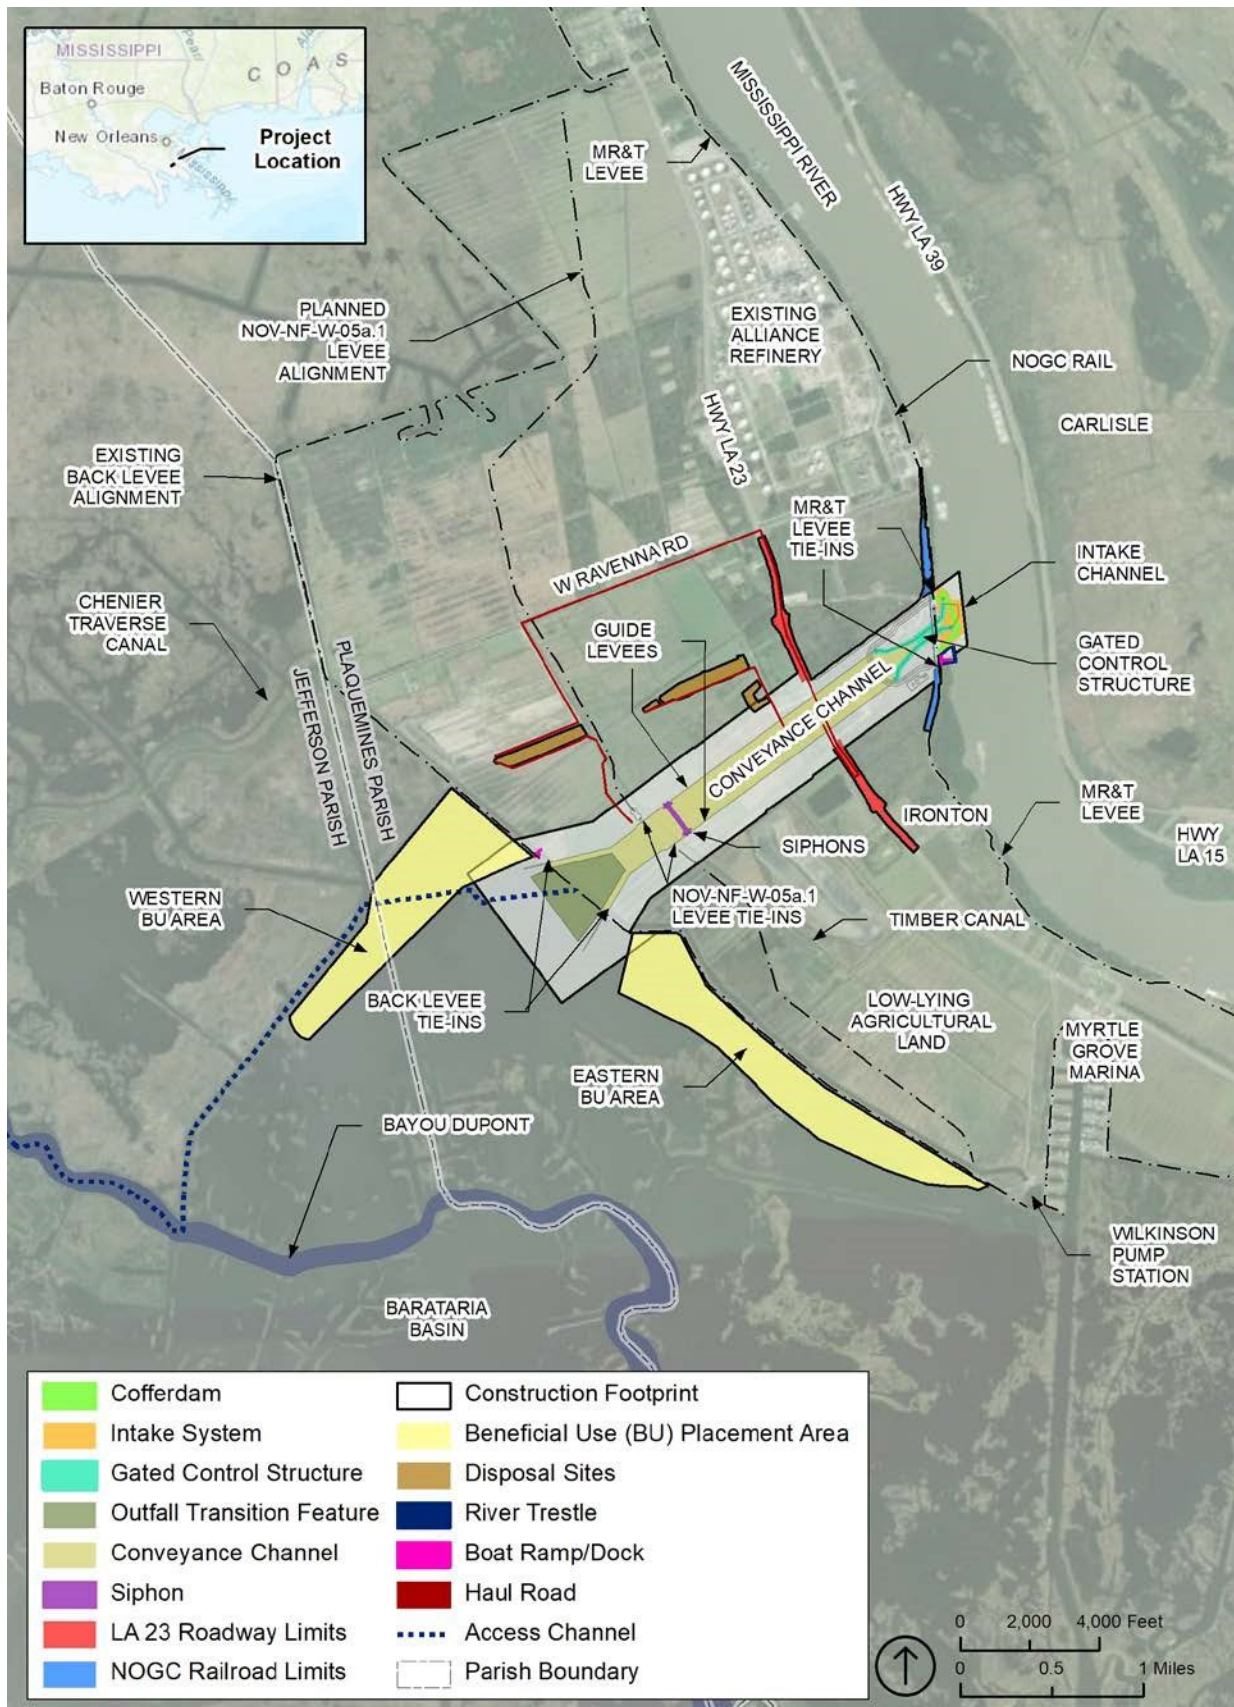 MISSISSIPPI
COAS
Pear
Baton Rouge
New Orleans
MISSISSIPPI
Project
Location
MR&T
LEVEE
MISSISSIPPI RIVER
HWY LA 39
PLANNED
NOV-NF-W-05a.1
LEVEE
ALIGNMENT
EXISTING
ALLIANCE
REFINERY
NOGC RAIL
CARLISLE
HWY LA 23
EXISTING
BACK LEVEE
ALIGNMENT
MR&T
LEVEE
TIE-INS
INTAKE
CHANNEL
W RAVENNA RD
CHENIER
TRAVERSE
CANAL
GUIDE
LEVEES
GATED
CONTROL
STRUCTURE
PLAQUEMINES PARISH
JEFFERSON PARISH
CONVEYANCE CHANNEL
MR&T
LEVEE
IRONTON
HWY
LA 15
SIPHONS
WESTERN
BU AREA
NOV-NF-W-05a.1
LEVEE TIE-INS
TIMBER CANAL
BACK LEVEE
TIE-INS
LOW-LYING
AGRICULTURAL
LAND
MYRTLE
GROVE
MARINA
EASTERN
BU AREA
BAYOU DUPONT
WILKINSON
PUMP
STATION
BARATARIA
BASIN
Cofferdam
Intake System
Gated Control Structure
Outfall Transition Feature
Conveyance Channel
Siphon
LA 23 Roadway Limits
NOGC Railroad Limits
Construction Footprint
Beneficial Use (BU) Placement Area
Disposal Sites
River Trestle
Boat Ramp/Dock
Haul Road
Access Channel
Parish Boundary
0 2,000 4,000 Feet
0 0.5 1 Miles